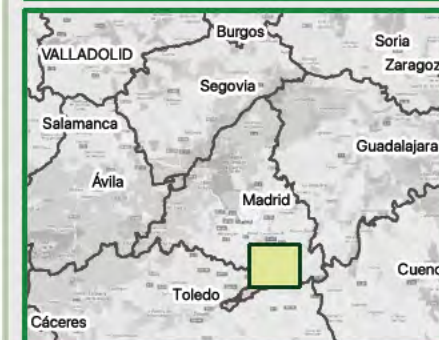 Burgos
Soria
VALLADOLID
Zaragoz
Segovia
Salamanca
Guadalajara
Ávila
Madrid
Cuenc
Toledo
Cáceres